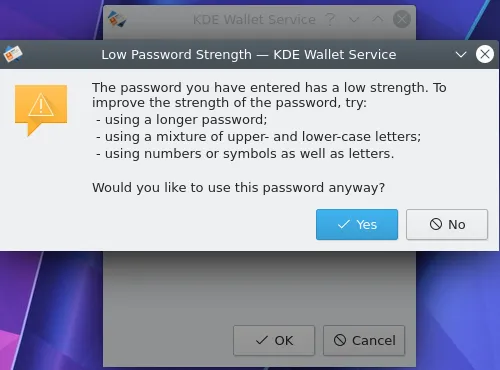 KDE Wallet Service ?
Low Password Strength — KDE Wallet Service
The password you have entered has a low strength. To
improve the strength of the password, try:
- using a longer password;
- using a mixture of upper- and lower-case letters;
- using numbers or symbols as well as letters.
Would you like to use this password anyway?
Yes No
OK Cancel